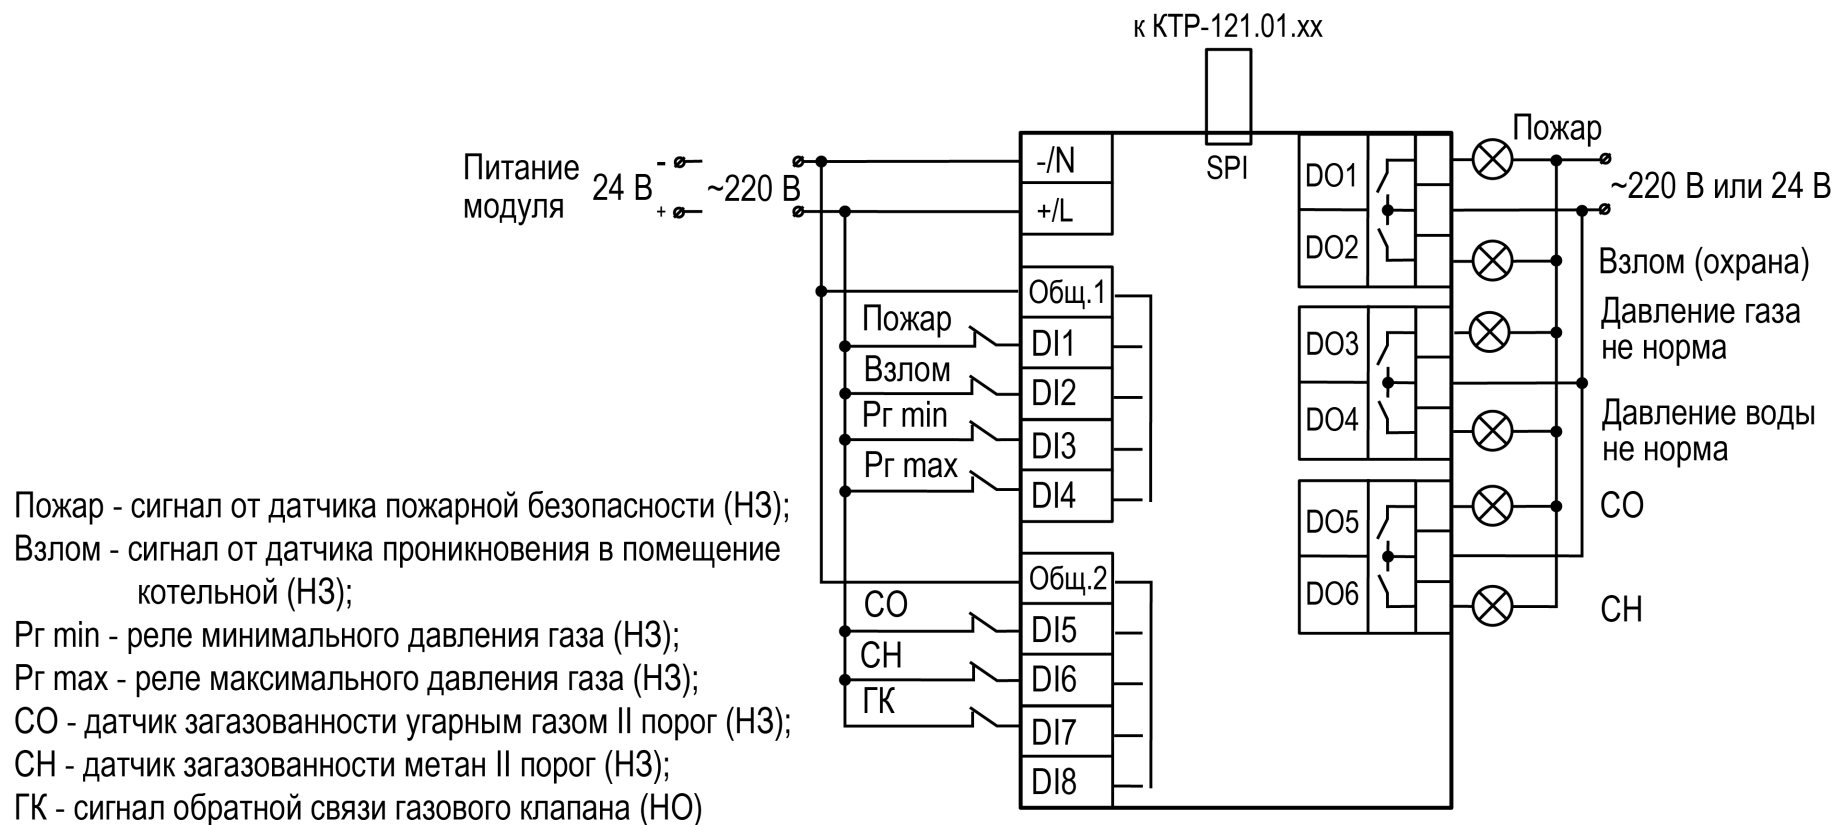 к КТР-121.01.хх
SPI
Питание
модуля
24 В
-
+
~220 В
-/N
+/L
Общ.1
Пожар
DI1
Взлом
DI2
Рг min
DI3
Рг max
DI4
Общ.2
СО
DI5
СН
DI6
ГК
DI7
DI8
DO1
DO2
DO3
DO4
DO5
DO6
Пожар
~220 В или 24 В
Взлом (охрана)
Давление газа
не норма
Давление воды
не норма
СО
СН
Пожар - сигнал от датчика пожарной безопасности (НЗ);
Взлом - сигнал от датчика проникновения в помещение
котельной (НЗ);
Рг min - реле минимального давления газа (НЗ);
Рг max - реле максимального давления газа (НЗ);
СО - датчик загазованности угарным газом II порог (НЗ);
СН - датчик загазованности метан II порог (НЗ);
ГК - сигнал обратной связи газового клапана (НО)